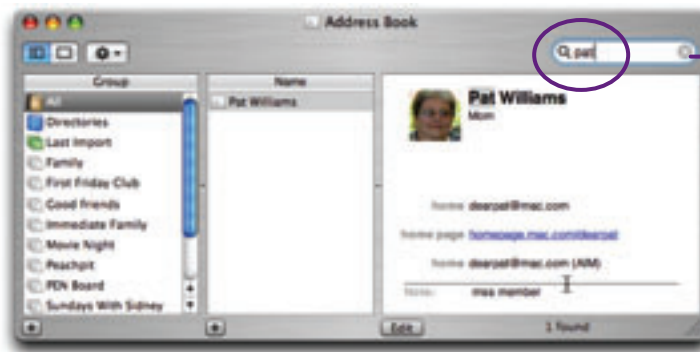 Address Book
pat
Group
Name
All
Directories
Last Import
Family
First Friday Club
Good friends
Immediate Family
Movie Night
Peachpit
PEN Board
Sundays With Sidney
Pat Williams
Pat Williams
Mom
home dearpat@mac.com
home page homepage.mac.com/dearpat
home dearpat@mac.com (AIM)
Note: mss member
Edit
1 found